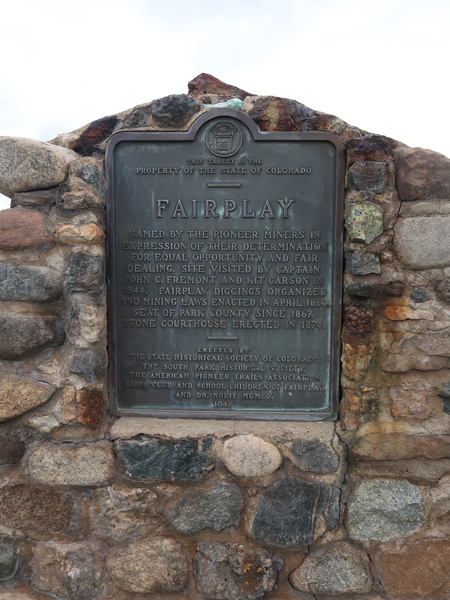 THIS TABLET IS THE
PROPERTY OF THE STATE OF COLORADO
FAIRPLAY
NAMED BY THE PIONEER MINERS IN
EXPRESSION OF THEIR DETERMINATION
FOR EQUAL OPPORTUNITY AND FAIR
DEALING. SITE VISITED BY CAPTAIN
JOHN C. FREMONT AND KIT CARSON IN
FAIRPLAY DIGGINGS ORGANIZED
AND MINING LAWS ENACTED IN APRIL, 1860.
SEAT OF PARK COUNTY SINCE 1867.
STONE COURTHOUSE ERECTED IN 1874.
ERECTED BY
THE STATE HISTORICAL SOCIETY OF COLORADO,
THE SOUTH PARK HISTORICAL SOCIETY,
THE AMERICAN PIONEER TRAILS ASSOCIATION,
LION CLUB AND SCHOOL CHILDREN OF FAIRPLAY,
AND DR. NOLIE MUMEY